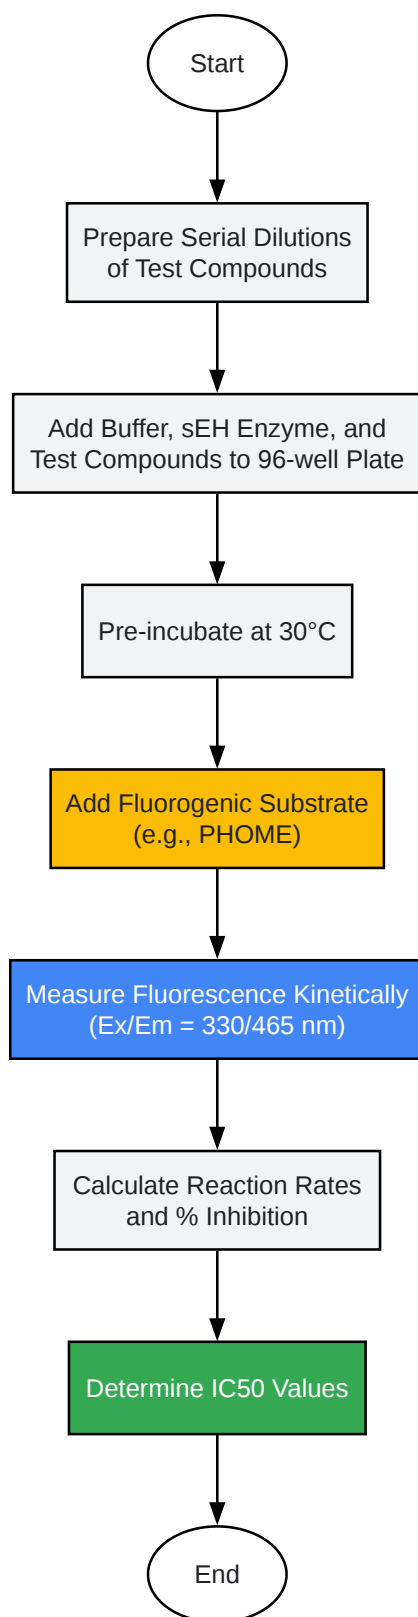 Start
Prepare Serial Dilutions
of Test Compounds
Add Buffer, sEH Enzyme, and
Test Compounds to 96-well Plate
Pre-incubate at 30°C
Add Fluorogenic Substrate
(e.g., PHOME)
Measure Fluorescence Kinetically
(Ex/Em = 330/465 nm)
Calculate Reaction Rates
and % Inhibition
Determine IC50 Values
End